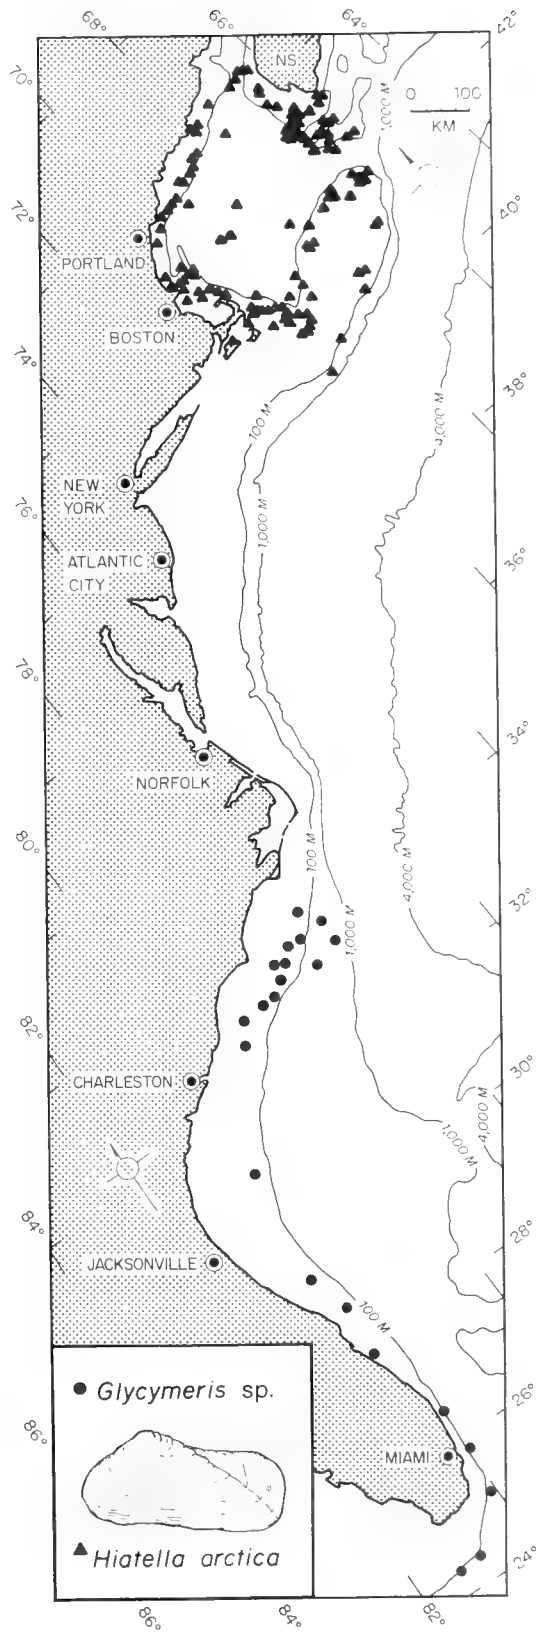 68°
66°
64°
42°
70°
NS.
0 100
KM
1,000 M
40°
72°
PORTLAND
BOSTON
74°
38°
100 M
4,000 M
NEW
YORK
1,000 M
76°
ATLANTIC
CITY
36°
78°
34°
NORFOLK
80°
100 M
4,000 M
32°
1,000 M
82°
CHARLESTON
30°
4,000 M
1,000 M
84°
28°
JACKSONVILLE
100 M
Glycymeris sp.
26°
86°
MIAMI
Hiatella arctica
24°
86°
84°
82°